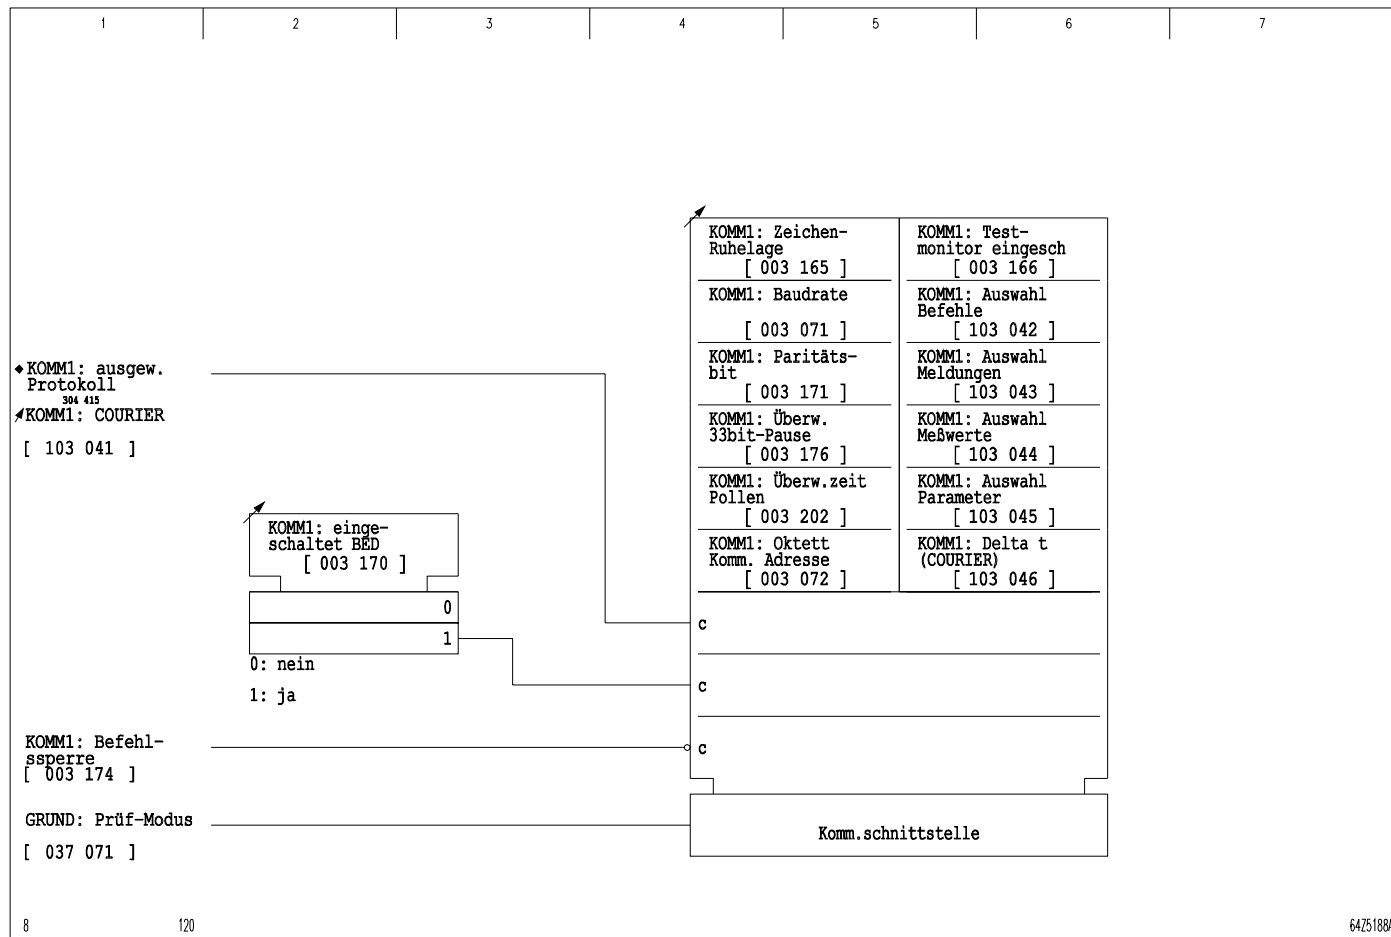 1 2 3 4 5 6 7
KOMM1: Zeichen-
Ruhelage
[ 003 165 ]
KOMM1: Test-
monitor eingesch
[ 003 166 ]
KOMM1: Baudrate
[ 003 071 ]
KOMM1: Auswahl
Befehle
[ 103 042 ]
KOMM1: Paritäts-
bit
[ 003 171 ]
KOMM1: Auswahl
Meldungen
[ 103 043 ]
KOMM1: Überw.
33bit-Pause
[ 003 176 ]
KOMM1: Auswahl
Meßwerte
[ 103 044 ]
KOMM1: Überw.zeit
Pollen
[ 003 202 ]
KOMM1: Auswahl
Parameter
[ 103 045 ]
KOMM1: Oktett
Komm. Adresse
[ 003 072 ]
KOMM1: Delta t
(COURIER)
[ 103 046 ]
KOMM1: ausgew.
Protokoll
304 415
KOMM1: COURIER
[ 103 041 ]
KOMM1: einge-
schaltet BED
[ 003 170 ]
0
1
0: nein
1: ja
C
C
C
KOMM1: Befehl-
ssperre
[ 003 174 ]
GRUND: Prüf-Modus
[ 037 071 ]
Komm.schnittstelle
8 120
64Z5188A